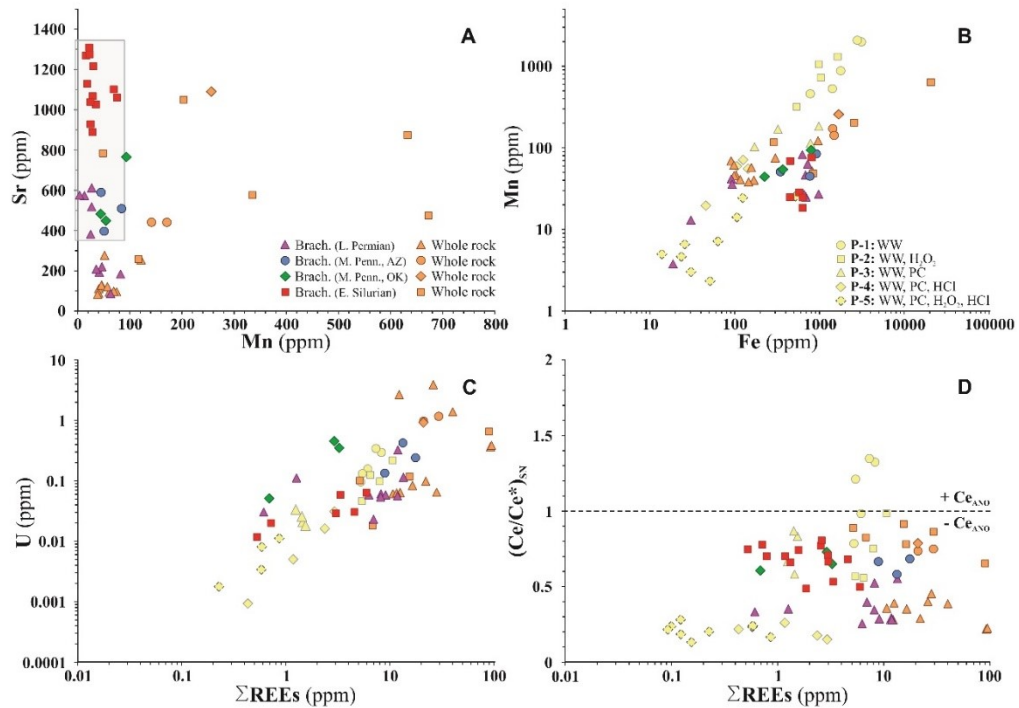 A
1500
1400
1200
1000
800
600
400
200
0
Sr (ppm)
0
200
400
600
800
Mn (ppm)
Brach. (L. Permian)
Whole rock
Brach. (M. Penn., AZ)
Whole rock
Brach. (M. Penn., OK)
Whole rock
Brach. (E. Silurian)
Whole rock
B
1000
100
10
1
Mn (ppm)
1
10
100
1000
10000
100000
Fe (ppm)
P-1: WW
P-2: WW, H₂O₂
P-3: WW, PC
P-4: WW, PC, HCl
P-5: WW, PC, H₂O₂, HCl
C
10
1
0.1
0.01
0.001
0.0001
U (ppm)
0.01
0.1
1
10
100
ΣREEs (ppm)
D
2
1.5
1
0.5
0
(Ce/Ce*)SN
+ CeANO
- CeANO
0.01
0.1
1
10
100
ΣREEs (ppm)